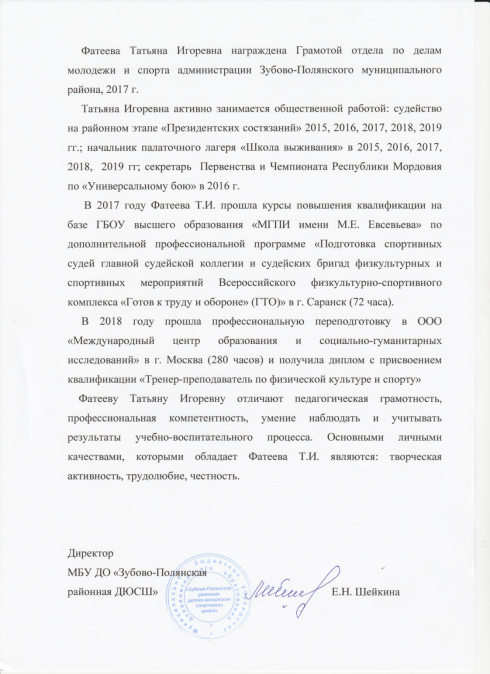 Фатеева Татьяна Игоревна награждена Грамотой отдела по делам
молодежи и спорта администрации Зубово-Полянского муниципального
района, 2017 г.
Татьяна Игоревна активно занимается общественной работой: судейство
на районном этапе «Президентских состязаний» 2015, 2016, 2017, 2018, 2019
гг.; начальник палаточного лагеря «Школа выживания» в 2015, 2016, 2017,
2018, 2019 гг; секретарь Первенства и Чемпионата Республики Мордовия
по «Универсальному бою» в 2016 г.
В 2017 году Фатеева Т.И. прошла курсы повышения квалификации на
базе ГБОУ высшего образования «МГПИ имени М.Е. Евсевьева» по
дополнительной профессиональной программе «Подготовка спортивных
судей главной судейской коллегии и судейских бригад физкультурных и
спортивных мероприятий Всероссийского физкультурно-спортивного
комплекса «Готов к труду и обороне» (ГТО)» в г. Саранск (72 часа).
В 2018 году прошла профессиональную переподготовку в ООО
«Международный центр образования и социально-гуманитарных
исследований» в г. Москва (280 часов) и получила диплом с присвоением
квалификации «Тренер-преподаватель по физической культуре и спорту»
Фатееву Татьяну Игоревну отличают педагогическая грамотность,
профессиональная компетентность, умение наблюдать и учитывать
результаты учебно-воспитательного процесса. Основными личными
качествами, которыми обладает Фатеева Т.И. являются: творческая
активность, трудолюбие, честность.
Директор
МБУ ДО «Зубово-Полянская
районная ДЮСШ» Е.Н. Шейкина
«Зубово-Полянская
районная
детско-юношеская
спортивная
школа»